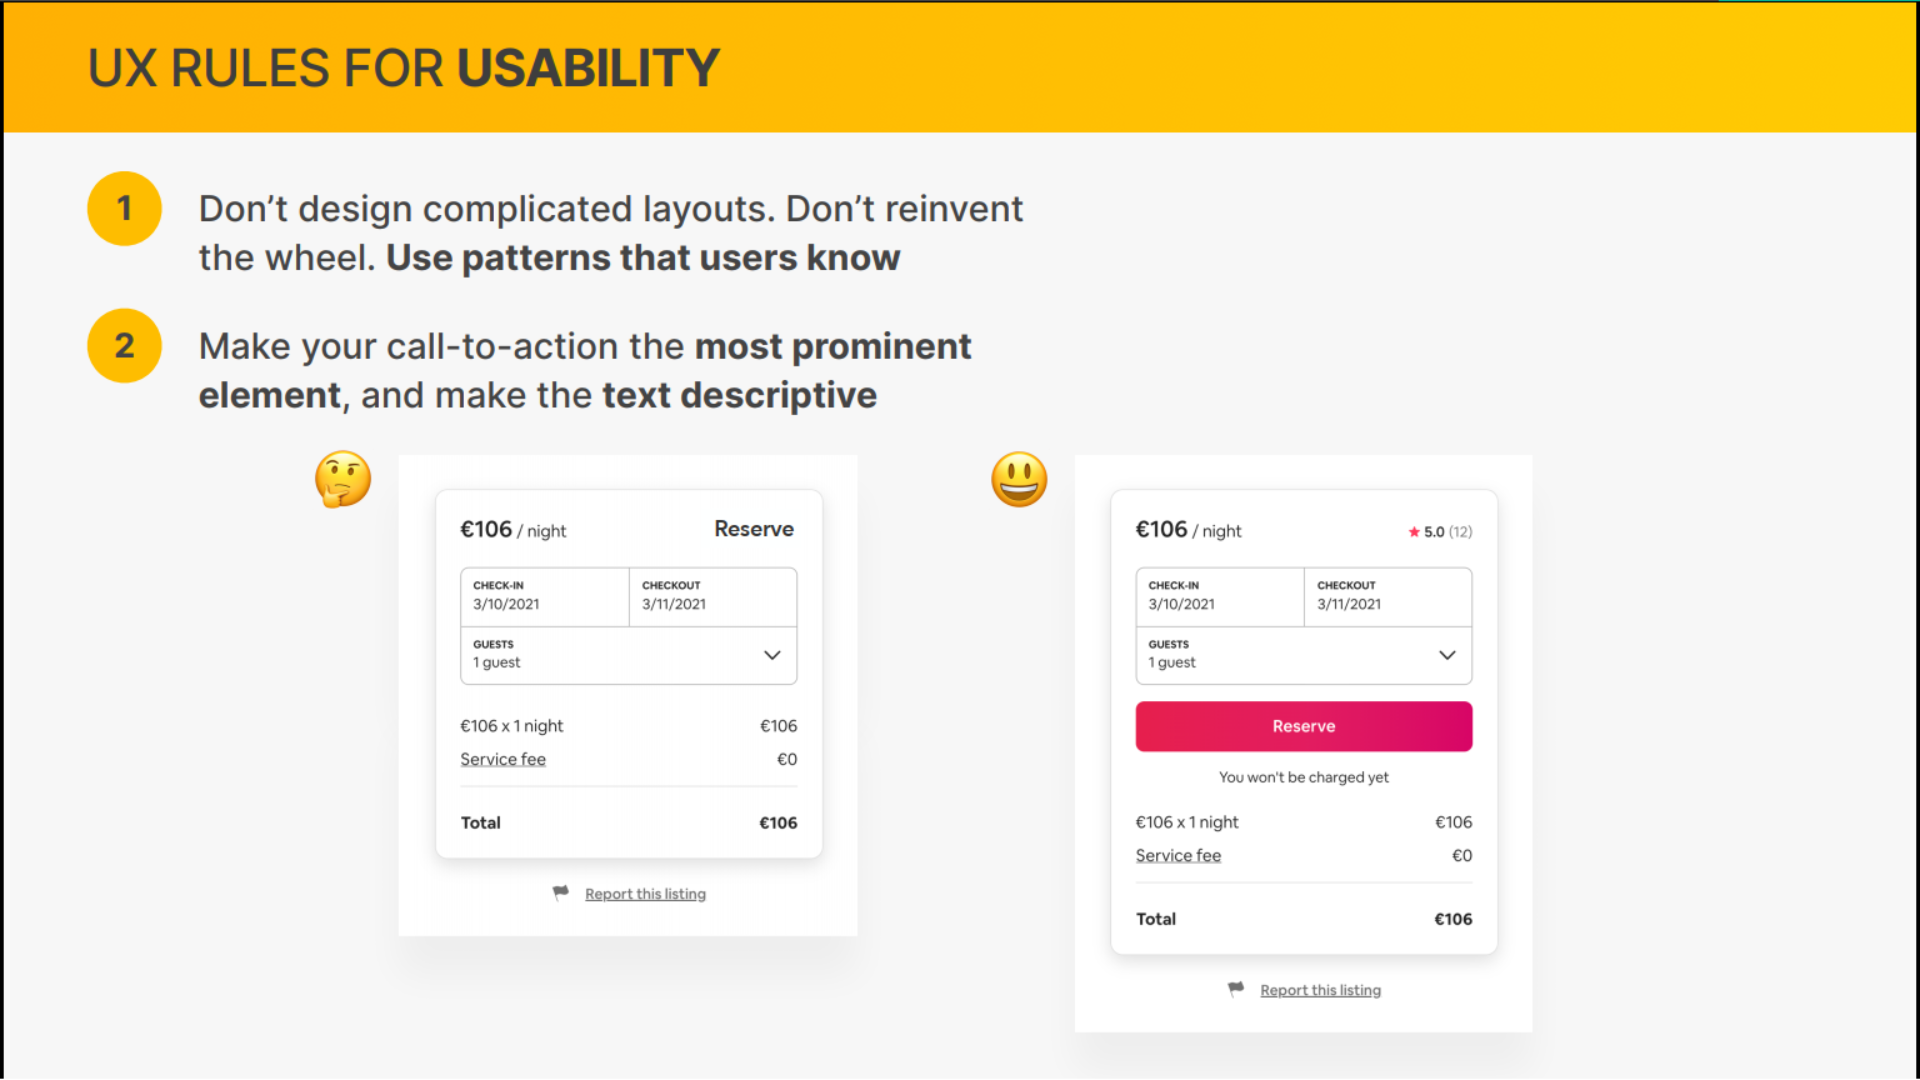 UX RULES FOR USABILITY
1
Don’t design complicated layouts. Don’t reinvent
the wheel. Use patterns that users know
2
Make your call-to-action the most prominent
element, and make the text descriptive
€106 / night Reserve
CHECK-IN CHECKOUT
3/10/2021 3/11/2021
GUESTS
1 guest
€106 x 1 night €106
Service fee €0
Total €106
Report this listing
€106 / night ★ 5.0 (12)
CHECK-IN CHECKOUT
3/10/2021 3/11/2021
GUESTS
1 guest
Reserve
You won't be charged yet
€106 x 1 night €106
Service fee €0
Total €106
Report this listing